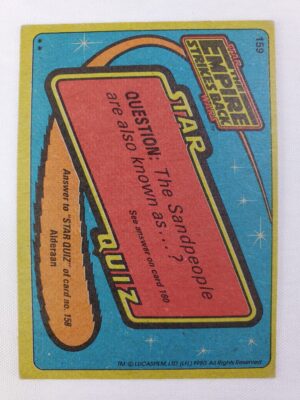 159
STAR
THE
EMPIRE
STRIKES BACK
WARS
STAR
QUESTION: The Sandpeople
are also known as...?
See answer on card 160
QUIZ
Answer to "STAR QUIZ" of card no. 158
Alderaan
TM: © LUCASFILM, LTD. (LFL) 1980. All Rights Reserved
**